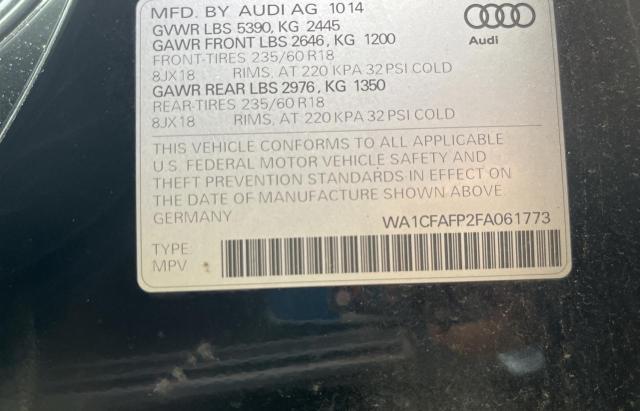 MFD. BY AUDI AG 10 14
GVWR LBS 5390, KG 2445
GAWR FRONT LBS 2646, KG 1200
FRONT-TIRES 235/60 R18
8JX18 RIMS, AT 220 KPA 32 PSI COLD
GAWR REAR LBS 2976, KG 1350
REAR-TIRES 235/60 R18
8JX18 RIMS, AT 220 KPA 32 PSI COLD
Audi
THIS VEHICLE CONFORMS TO ALL APPLICABLE
U.S. FEDERAL MOTOR VEHICLE SAFETY AND
THEFT PREVENTION STANDARDS IN EFFECT ON
THE DATE OF MANUFACTURE SHOWN ABOVE
GERMANY WA1CFAFP2FA061773
TYPE:
MPV